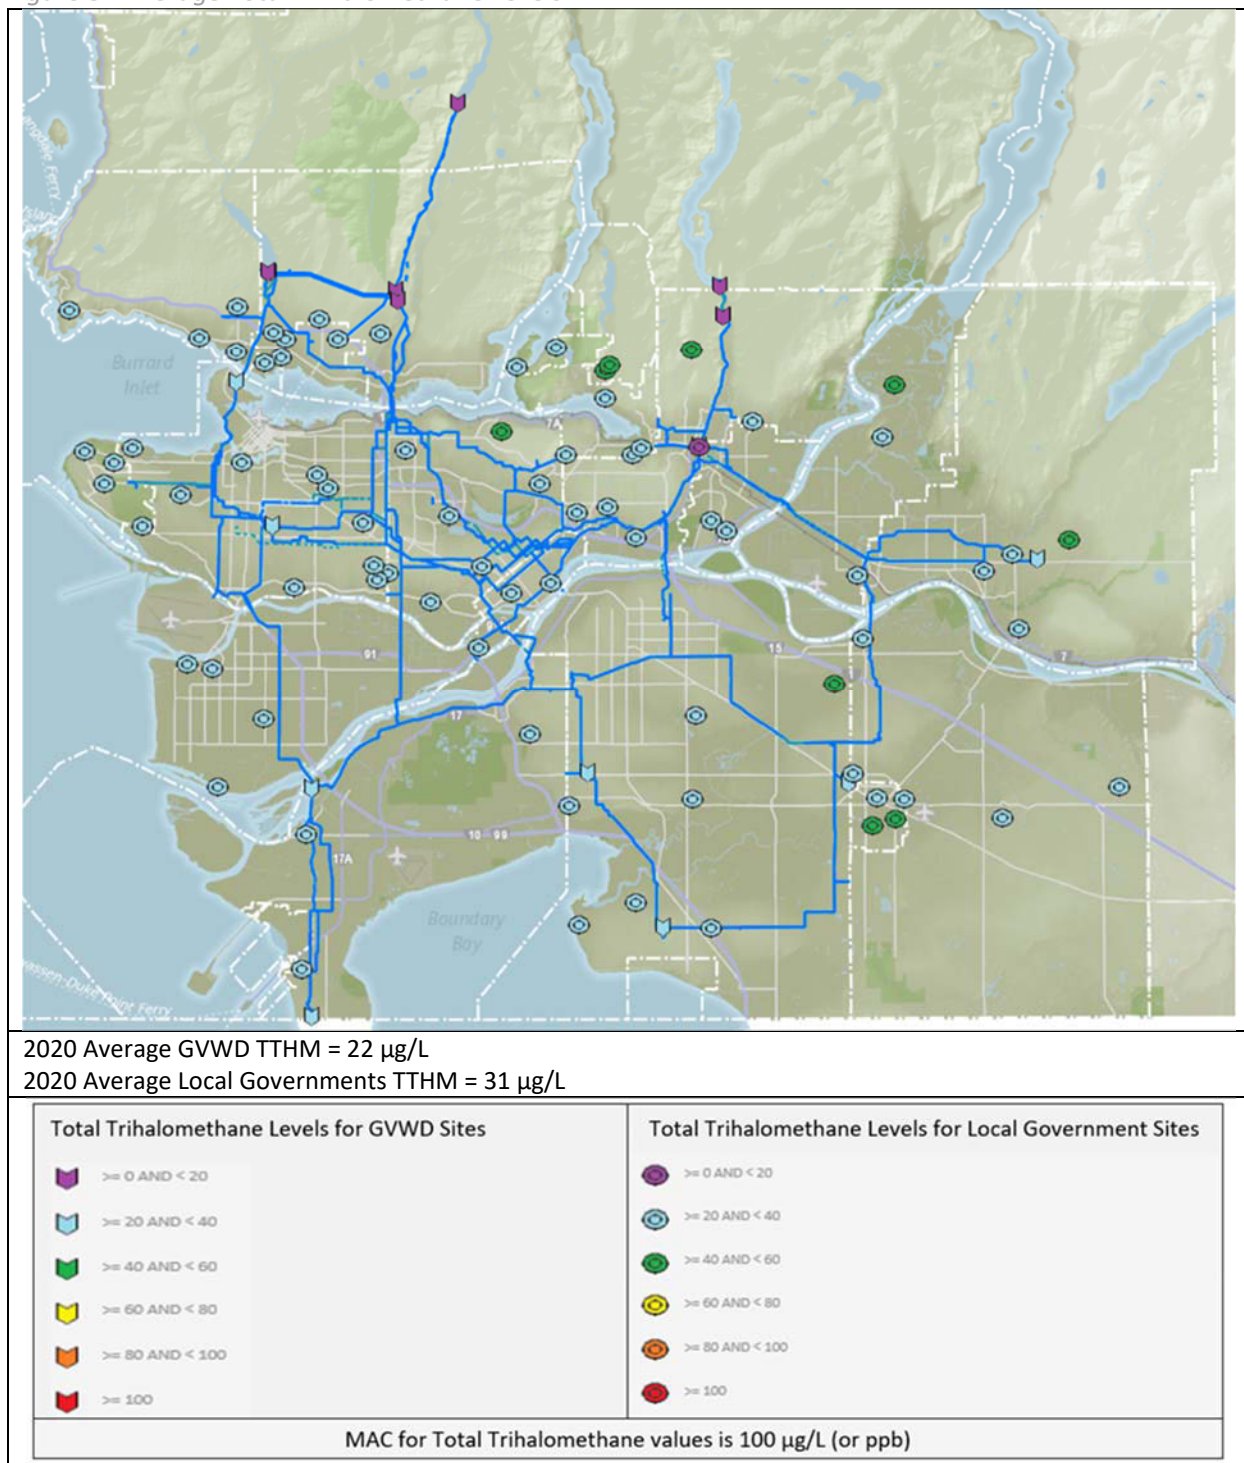 Burrard
Inlet
7A
91
15
1
7
17
10 99
17A
Boundary
Bay
2020 Average GVWD TTHM = 22 µg/L
2020 Average Local Governments TTHM = 31 µg/L
Total Trihalomethane Levels for GVWD Sites
>= 0 AND < 20
>= 20 AND < 40
>= 40 AND < 60
>= 60 AND < 80
>= 80 AND < 100
>= 100
Total Trihalomethane Levels for Local Government Sites
>= 0 AND < 20
>= 20 AND < 40
>= 40 AND < 60
>= 60 AND < 80
>= 80 AND < 100
>= 100
MAC for Total Trihalomethane values is 100 µg/L (or ppb)